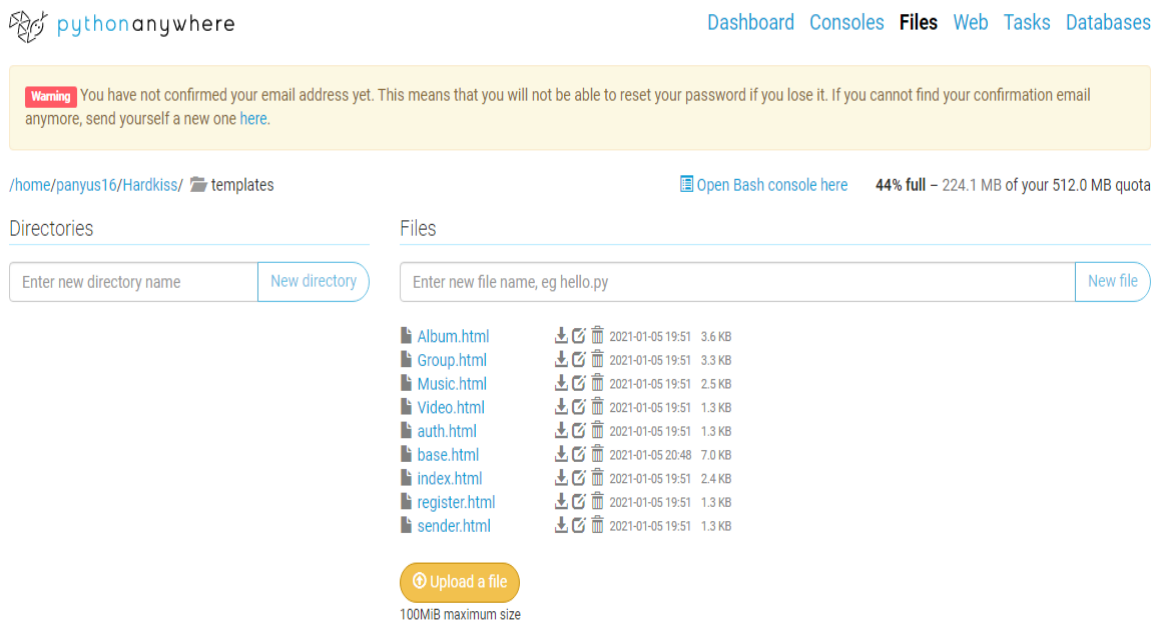 pythonanywhere
Dashboard Consoles Files Web Tasks Databases
Warning You have not confirmed your email address yet. This means that you will not be able to reset your password if you lose it. If you cannot find your confirmation email
anymore, send yourself a new one here.
/home/panyus16/Hardkiss/ templates
Open Bash console here 44% full – 224.1 MB of your 512.0 MB quota
Directories
Enter new directory name New directory
Files
Enter new file name, eg hello.py New file
Album.html 2021-01-05 19:51 3.6 KB
Group.html 2021-01-05 19:51 3.3 KB
Music.html 2021-01-05 19:51 2.5 KB
Video.html 2021-01-05 19:51 1.3 KB
auth.html 2021-01-05 19:51 1.3 KB
base.html 2021-01-05 20:48 7.0 KB
index.html 2021-01-05 19:51 2.4 KB
register.html 2021-01-05 19:51 1.3 KB
sender.html 2021-01-05 19:51 1.3 KB
Upload a file
100MiB maximum size